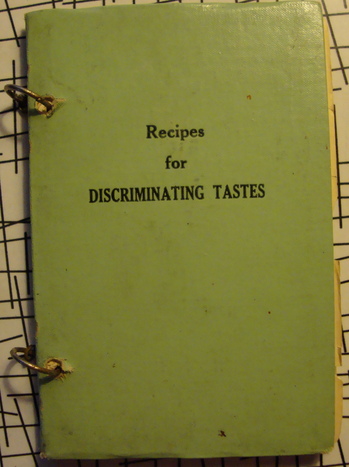 Recipes
for
DISCRIMINATING TASTES